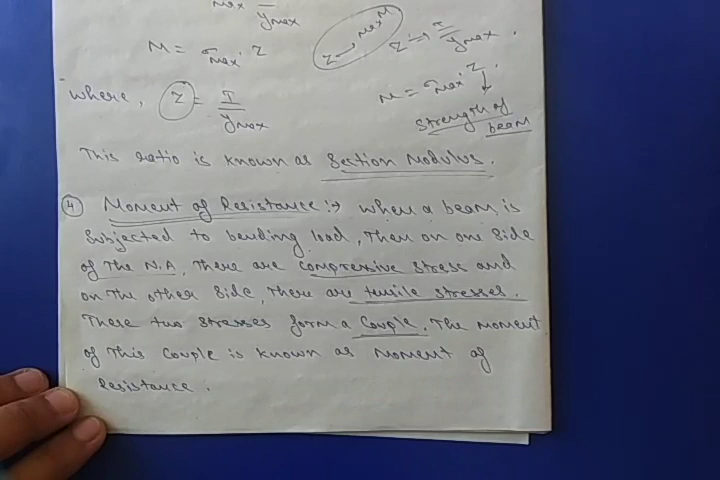 max I/ymax
M = σmax. Z
Z → max M
Z => I/ymax .
where, Z = I/ymax
M = σmax. Z.
strength of
beam
This ratio is known as Section Modulus.
④ Moment of Resistance :→ when a beam is
Subjected to bending load, Then on one Side
of The N.A, There are compressive stress and
on The other Side, There are tensile stresses.
These two stresses form a Couple. The moment
of This Couple is known as Moment of
Resistance.